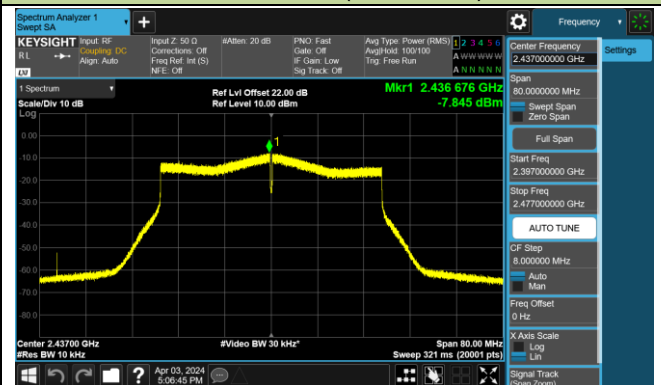 Spectrum Analyzer 1
Swept SA
Frequency
KEYSIGHT
Input: RF
Coupling: DC
Align: Auto
Input Z: 50 Ω
Corrections: Off
Freq Ref: Int (S)
NFE: Off
#Atten: 20 dB
PNO: Fast
Gate: Off
IF Gain: Low
Sig Track: Off
Avg Type: Power (RMS)
Avg|Hold: 100/100
Trig: Free Run
1 2 3 4 5 6
A W W W W W
A N N N N N
R L
LXI
1 Spectrum
Scale/Div 10 dB
Log
Ref Lvl Offset 22.00 dB
Ref Level 10.00 dBm
Mkr1 2.436 676 GHz
-7.845 dBm
1
0.00
-10.0
-20.0
-30.0
-40.0
-50.0
-60.0
-70.0
-80.0
Center 2.43700 GHz
#Res BW 10 kHz
#Video BW 30 kHz*
Span 80.00 MHz
Sweep 321 ms (20001 pts)
Apr 03, 2024
5:06:45 PM
Center Frequency
2.437000000 GHz
Settings
Span
80.0000000 MHz
Swept Span
Zero Span
Full Span
Start Freq
2.397000000 GHz
Stop Freq
2.477000000 GHz
AUTO TUNE
CF Step
8.000000 MHz
Auto
Man
Freq Offset
0 Hz
X Axis Scale
Log
Lin
Signal Track
(Span Zoom)